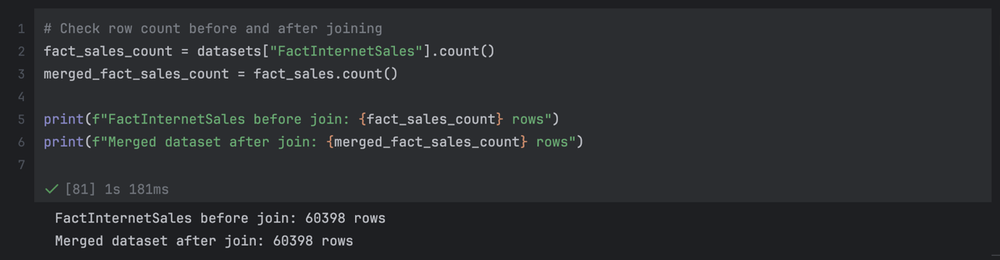 1 # Check row count before and after joining
2 fact_sales_count = datasets["FactInternetSales"].count()
3 merged_fact_sales_count = fact_sales.count()
4
5 print(f"FactInternetSales before join: {fact_sales_count} rows")
6 print(f"Merged dataset after join: {merged_fact_sales_count} rows")
7
[81] 1s 181ms
FactInternetSales before join: 60398 rows
Merged dataset after join: 60398 rows